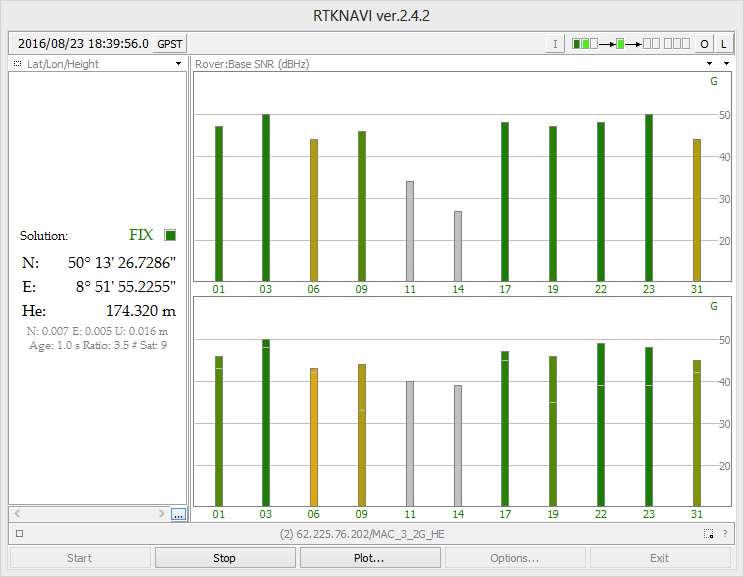 RTKNAVI ver.2.4.2
2016/08/23 18:39:56.0 GPST I O L
Lat/Lon/Height
Rover:Base SNR (dBHz)
G
50
40
30
20
01 03 06 09 11 14 17 19 22 23 31
Solution: FIX
N: 50° 13' 26.7286"
E: 8° 51' 55.2255"
He: 174.320 m
N: 0.007 E: 0.005 U: 0.016 m
Age: 1.0 s Ratio: 3.5 # Sat: 9
G
50
40
30
20
01 03 06 09 11 14 17 19 22 23 31
...
(2) 62.225.76.202/MAC_3_2G_HE ?
Start Stop Plot... Options... Exit